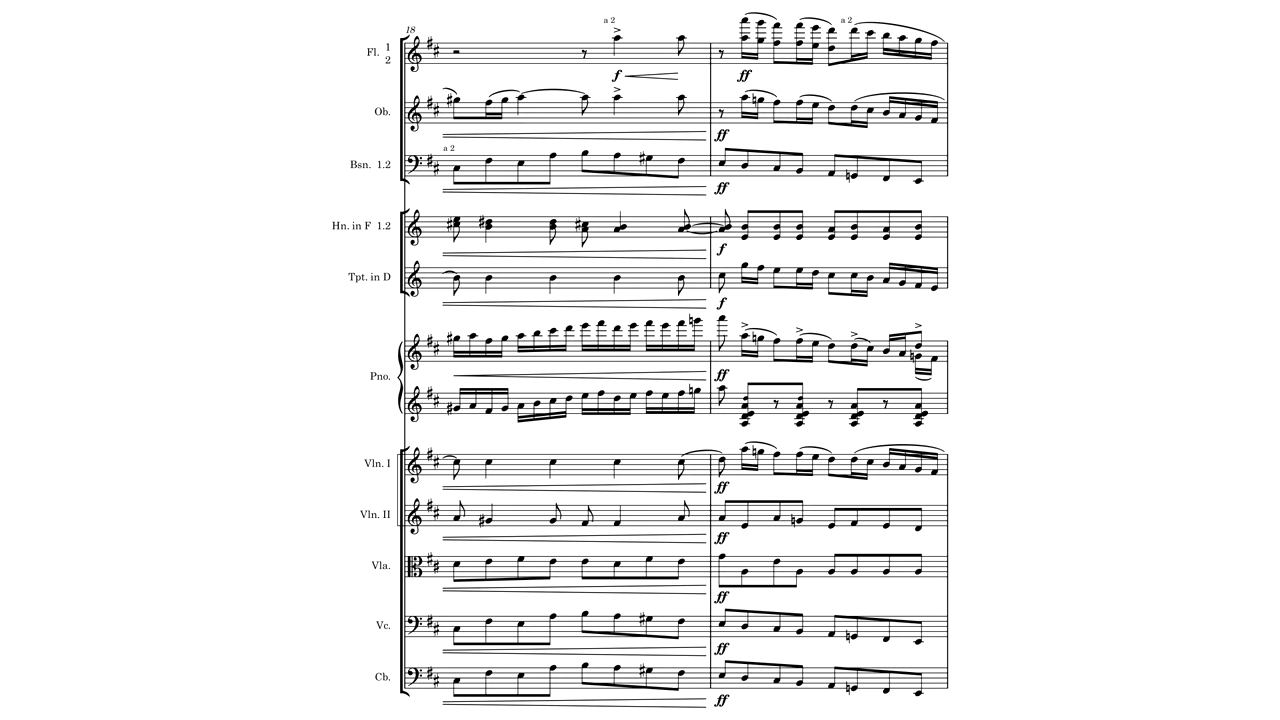 18
a 2
a 2
Fl. 1
2
f
ff
Ob.
ff
a 2
Bsn. 1.2
ff
Hn. in F 1.2
f
Tpt. in D
f
Pno.
ff
Vln. I
ff
Vln. II
ff
Vla.
ff
Vc.
ff
Cb.
ff